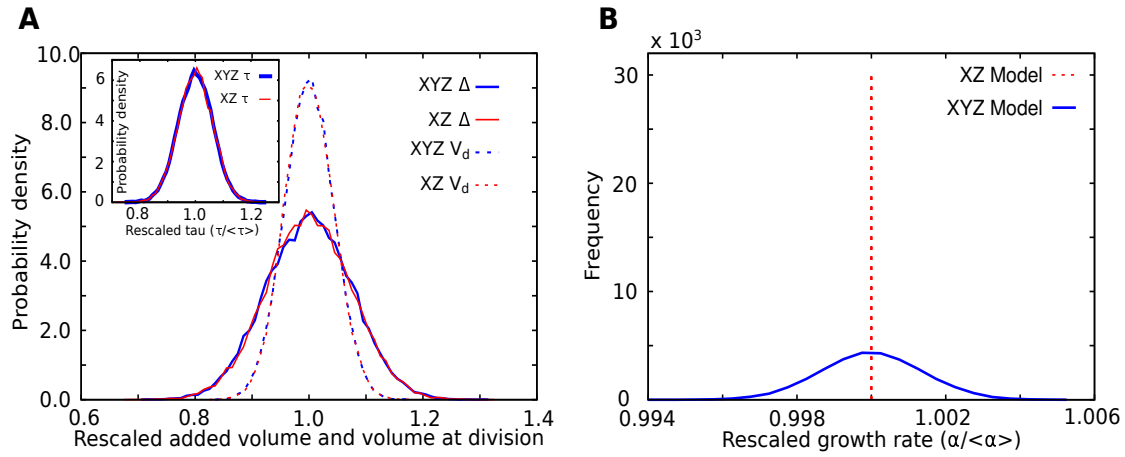 A
10.0
8.0
6.0
4.0
2.0
0.0
Probability density
0.6
0.8
1.0
1.2
1.4
Rescaled added volume and volume at division
XYZ Δ
XZ Δ
XYZ V_d
XZ V_d
6
4
2
0
Probability density
0.8
1.0
1.2
Rescaled tau (τ/<τ>)
XYZ τ
XZ τ
B
x 10³
30
20
10
0
Frequency
0.994
0.998
1.002
1.006
Rescaled growth rate (α/<α>)
XZ Model
XYZ Model